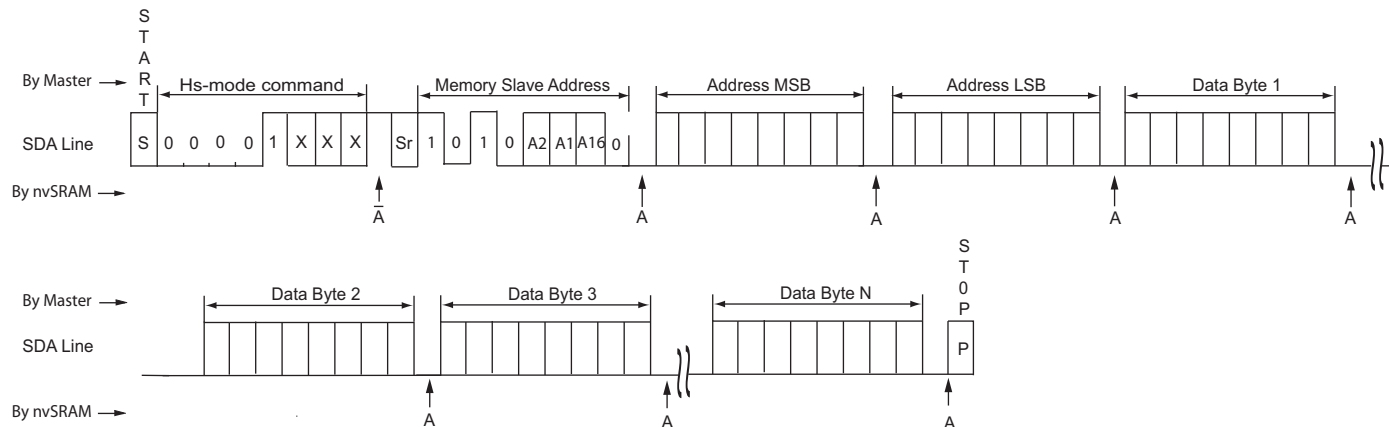 START
By Master
Hs-mode command
Memory Slave Address
Address MSB
Address LSB
Data Byte 1
SDA Line
S 0 0 0 0 1 X X X Sr 1 0 1 0 A2 A1 A16 0
By nvSRAM
A̅ A A A A
ST0P
By Master
Data Byte 2
Data Byte 3
Data Byte N
SDA Line
P
By nvSRAM
A A A